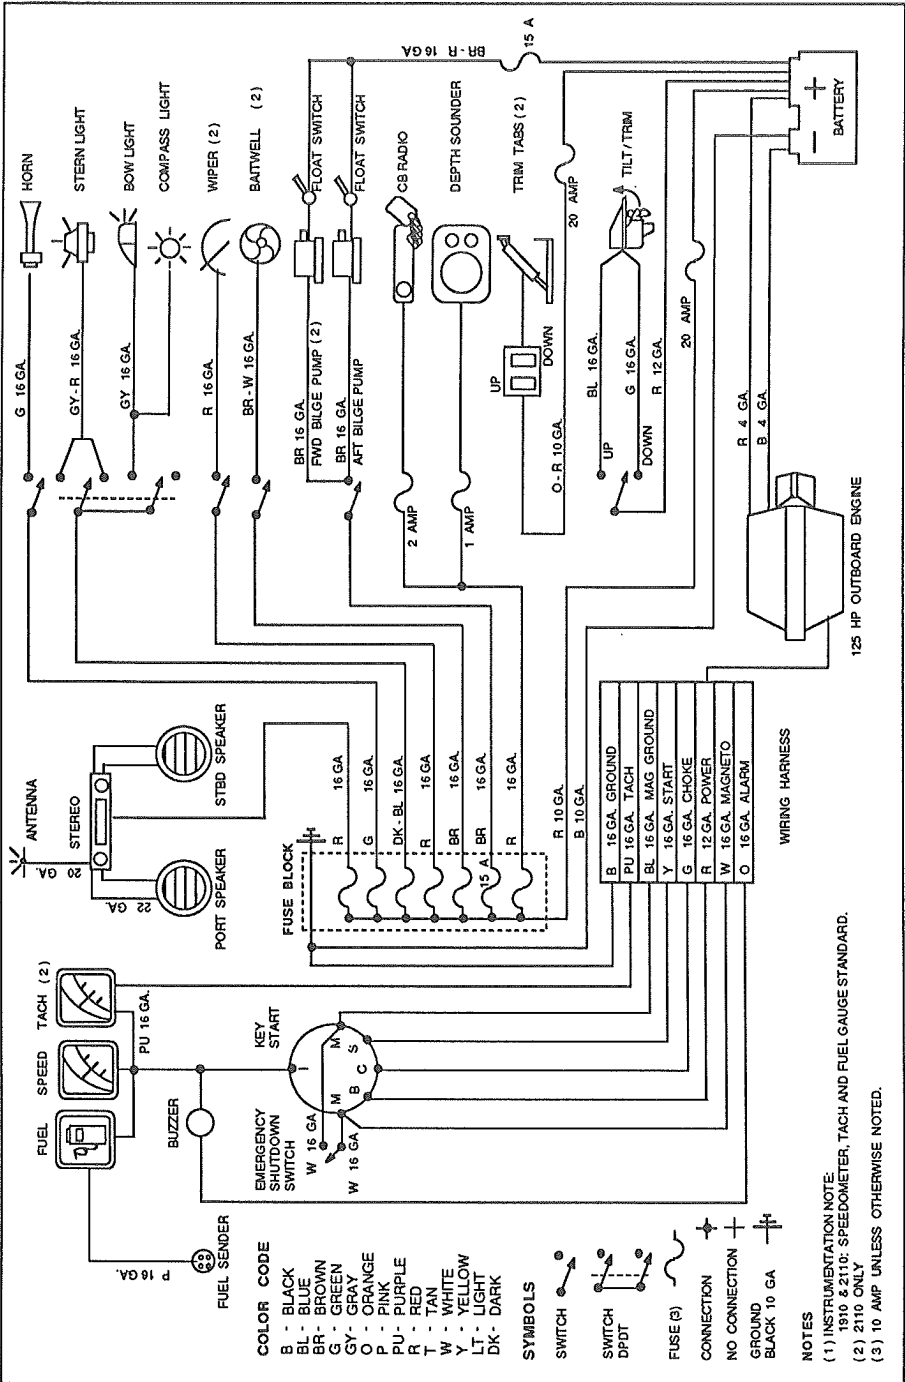 HORN
STERN LIGHT
BOW LIGHT
COMPASS LIGHT
WIPER (2)
BAITWELL (2)
FLOAT SWITCH
FLOAT SWITCH
CB RADIO
DEPTH SOUNDER
TRIM TABS (2)
TILT / TRIM
BATTERY
+
−
BR - R 16 GA.
15 A
20 AMP
20 AMP
G 16 GA.
GY - R 16 GA.
GY 16 GA.
R 16 GA.
BR - W 16 GA.
BR 16 GA.
FWD BILGE PUMP (2)
BR 16 GA.
AFT BILGE PUMP
2 AMP
1 AMP
UP
DOWN
O - R 10 GA.
BL 16 GA.
G 16 GA.
R 12 GA.
UP
DOWN
R 4 GA.
B 4 GA.
125 HP OUTBOARD ENGINE
ANTENNA
20 GA.
STEREO
22 GA.
STBD SPEAKER
PORT SPEAKER
FUSE BLOCK
R 16 GA
G 16 GA.
DK - BL 16 GA.
R 16 GA
BR 16 GA.
BR 16 GA.
15 A
R 16 GA.
R 10 GA.
B 10 GA.
B 16 GA. GROUND
PU 16 GA. TACH
BL 16 GA. MAG GROUND
Y 16 GA. START
G 16 GA. CHOKE
R 12 GA. POWER
W 16 GA. MAGNETO
O 16 GA. ALARM
WIRING HARNESS
TACH (2)
SPEED
FUEL
PU 16 GA.
BUZZER
KEY START
I
M
S
C
B
M
EMERGENCY
SHUTDOWN
SWITCH
W 16 GA
W 16 GA
P 16 GA.
FUEL SENDER
COLOR CODE
B - BLACK
BL - BLUE
BR- BROWN
G - GREEN
GY- GRAY
O - ORANGE
P - PINK
PU- PURPLE
R - RED
T - TAN
W - WHITE
Y - YELLOW
LT - LIGHT
DK- DARK
SYMBOLS
SWITCH
SWITCH
DPDT
FUSE (3)
CONNECTION
NO CONNECTION
GROUND
BLACK 10 GA
NOTES
(1) INSTRUMENTATION NOTE:
1910 & 2110: SPEEDOMETER, TACH AND FUEL GAUGE STANDARD.
(2) 2110 ONLY
(3) 10 AMP UNLESS OTHERWISE NOTED.